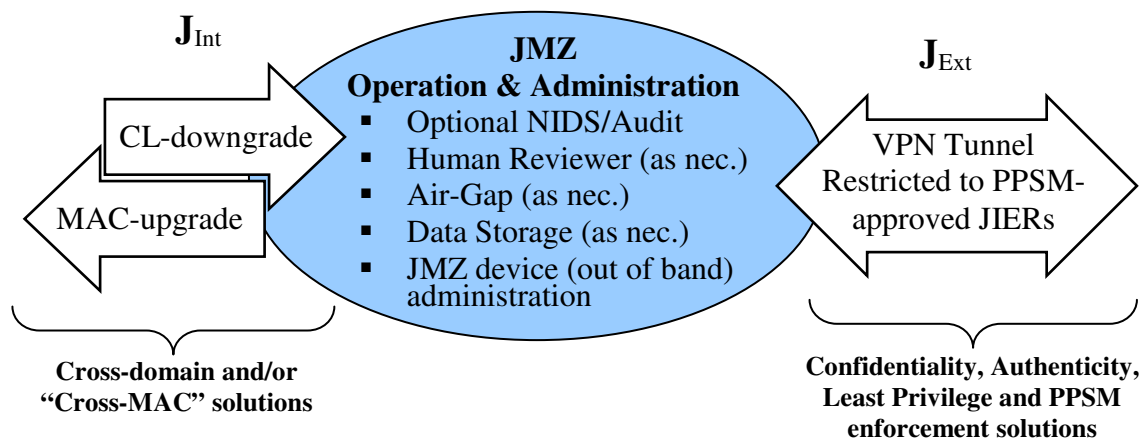 J Int
JMZ
Operation & Administration
▪ Optional NIDS/Audit
▪ Human Reviewer (as nec.)
▪ Air-Gap (as nec.)
▪ Data Storage (as nec.)
▪ JMZ device (out of band)
administration
CL-downgrade
MAC-upgrade
Cross-domain and/or
“Cross-MAC” solutions
J Ext
VPN Tunnel
Restricted to PPSM-
approved JIERs
Confidentiality, Authenticity,
Least Privilege and PPSM
enforcement solutions